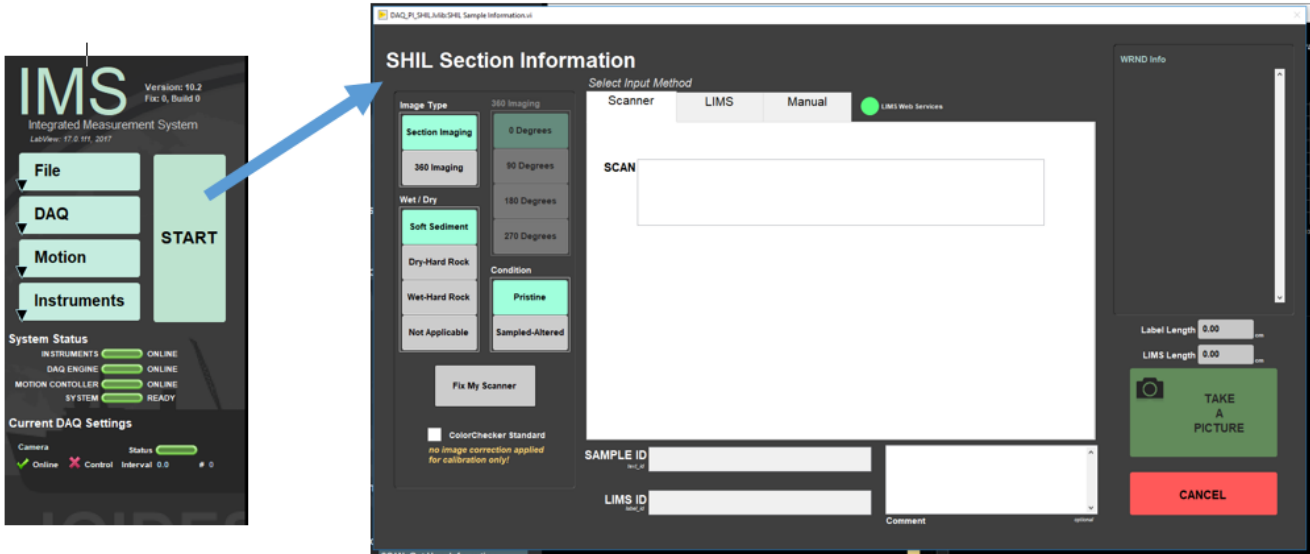 IMS
Version: 10.2
Fix: 0, Build 0
Integrated Measurement System
LabView: 17.0.1f1, 2017
File
DAQ
Motion
Instruments
START
System Status
INSTRUMENTS ONLINE
DAQ ENGINE ONLINE
MOTION CONTOLLER ONLINE
SYSTEM READY
Current DAQ Settings
Camera Status
Online Control Interval 0.0 # 0
SHIL Section Information
Select Input Method
Image Type
Section Imaging
360 Imaging
360 Imaging
0 Degrees
90 Degrees
180 Degrees
270 Degrees
Wet / Dry
Soft Sediment
Dry-Hard Rock
Wet-Hard Rock
Not Applicable
Condition
Pristine
Sampled-Altered
Fix My Scanner
ColorChecker Standard
no image correction applied
for calibration only!
Scanner LIMS Manual
LIMS Web Services
SCAN
SAMPLE ID
text_id
LIMS ID
label_id
Comment optional
WRND Info
Label Length 0.00 cm
LIMS Length 0.00 cm
TAKE
A
PICTURE
CANCEL